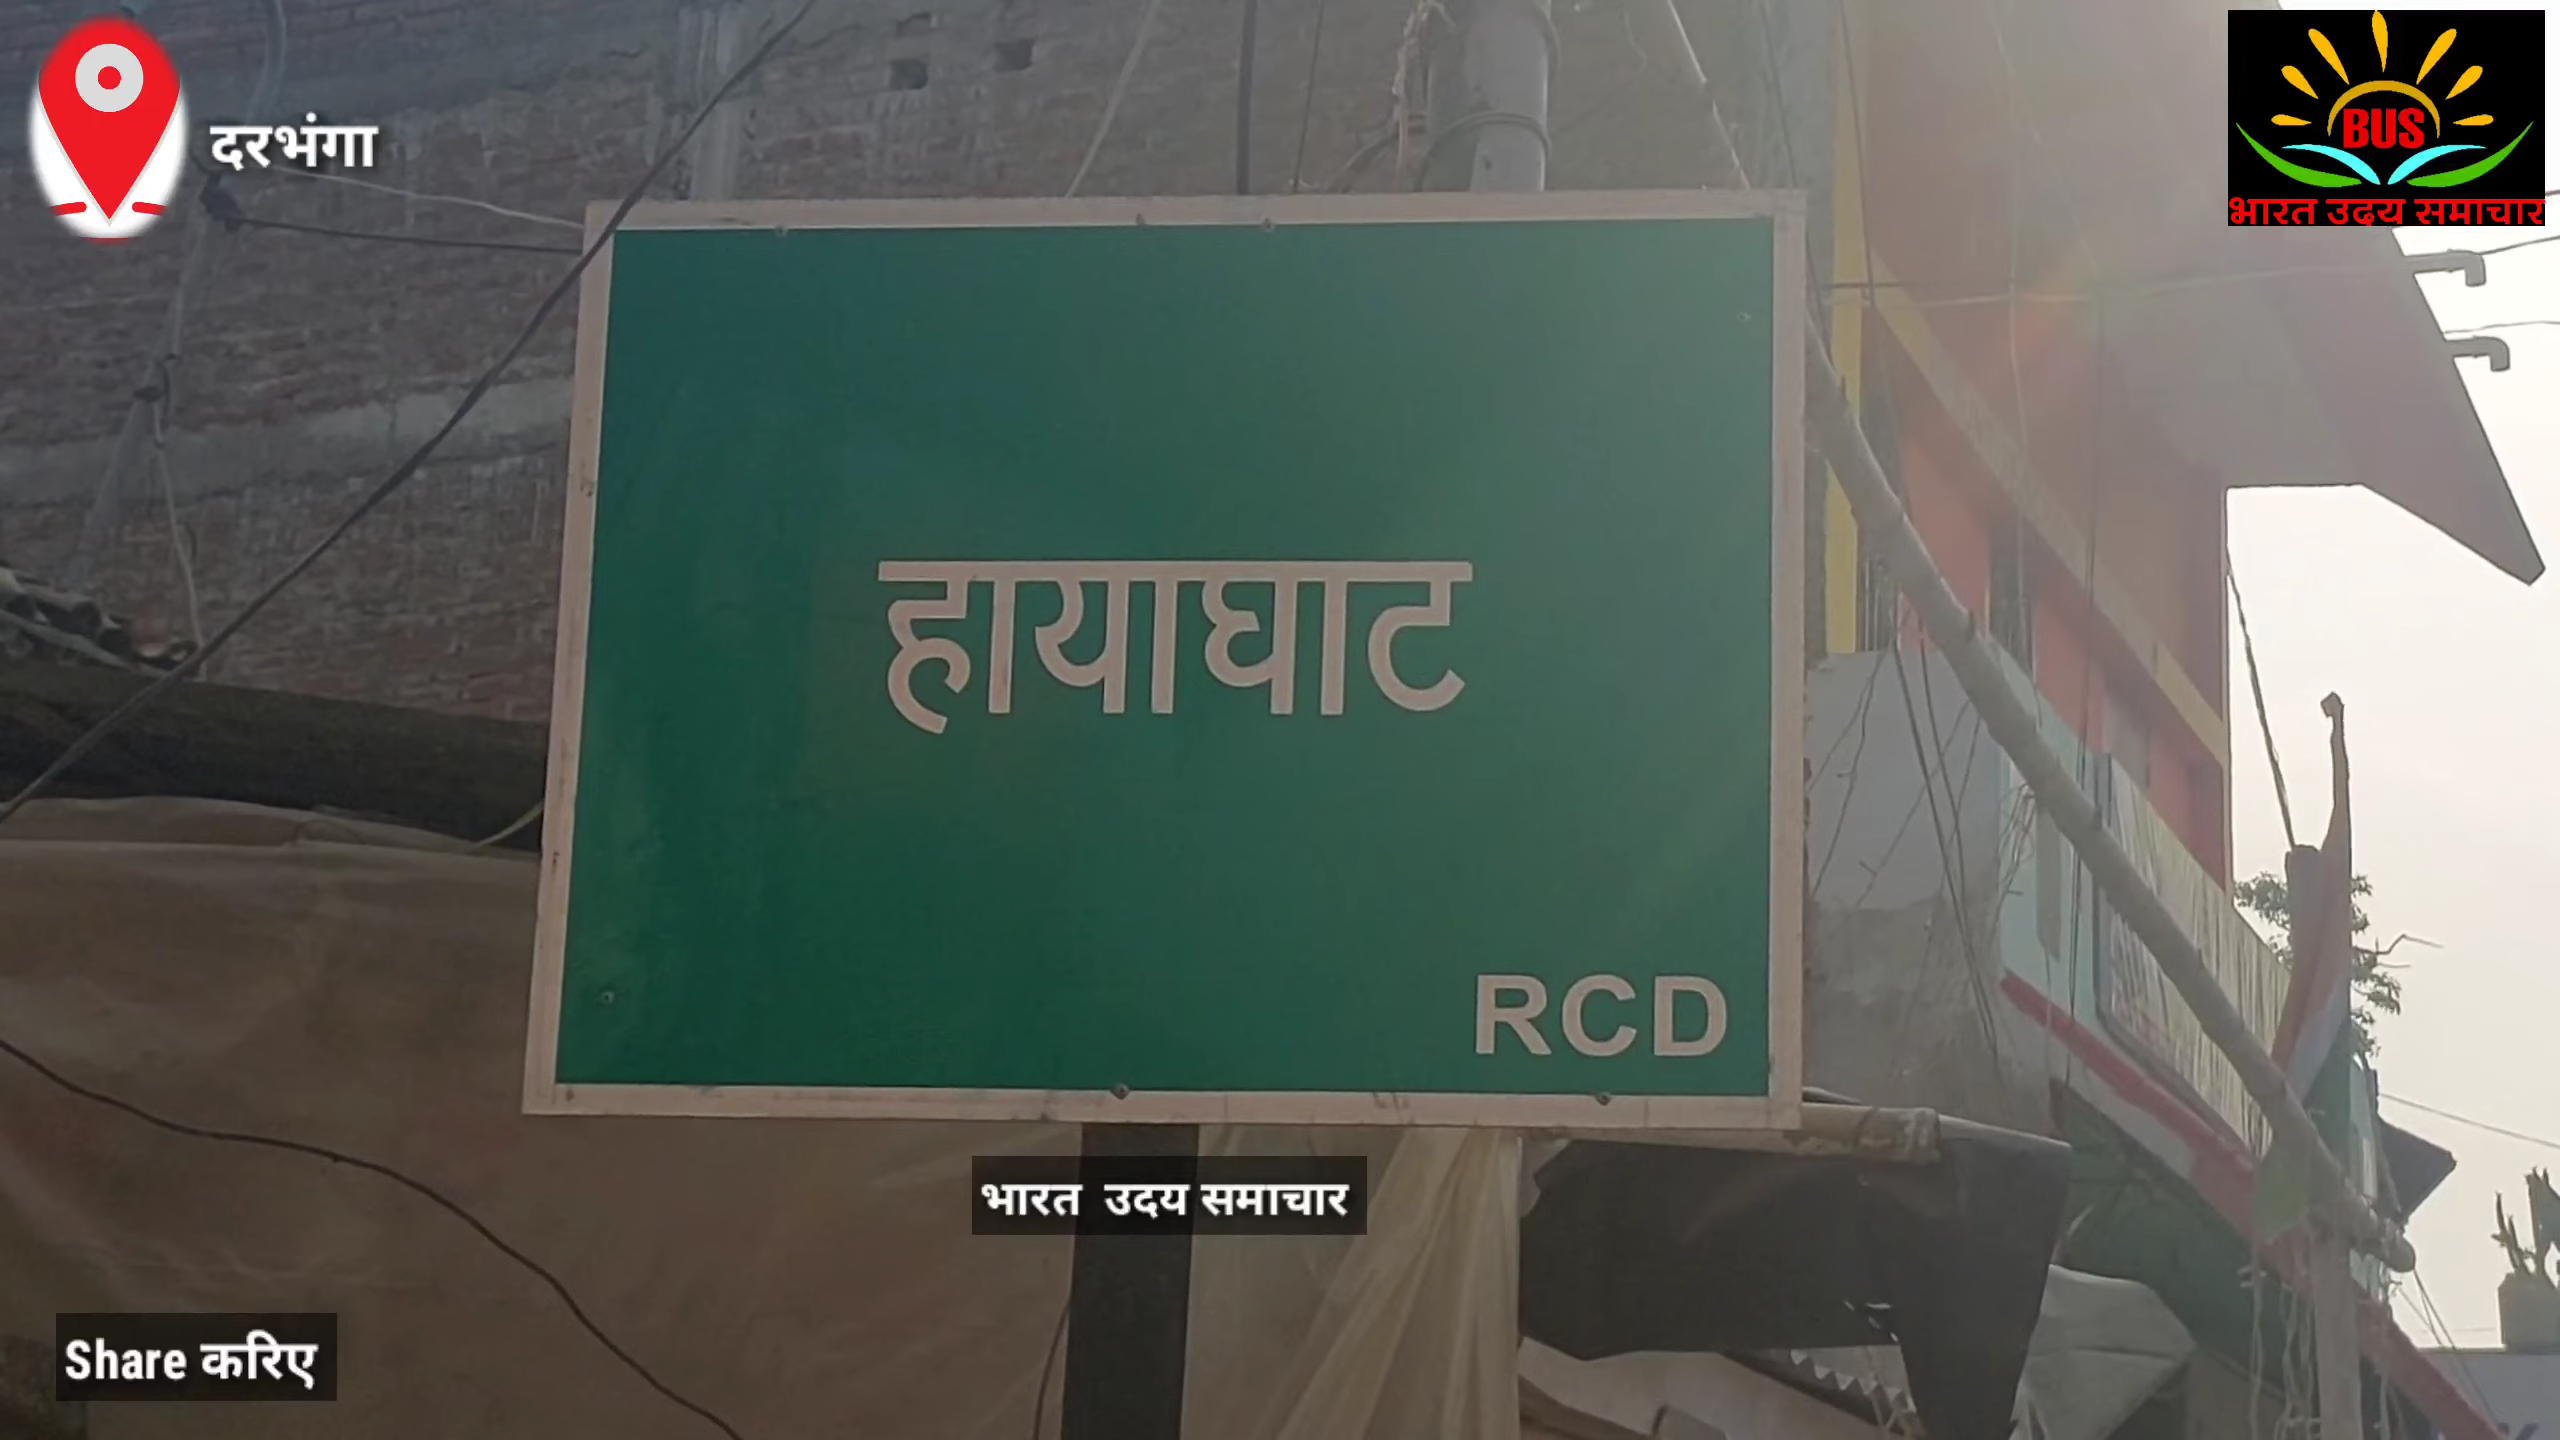 दरभंगा
BUS
भारत उदय समाचार
हायाघाट
RCD
भारत उदय समाचार
Share करिए